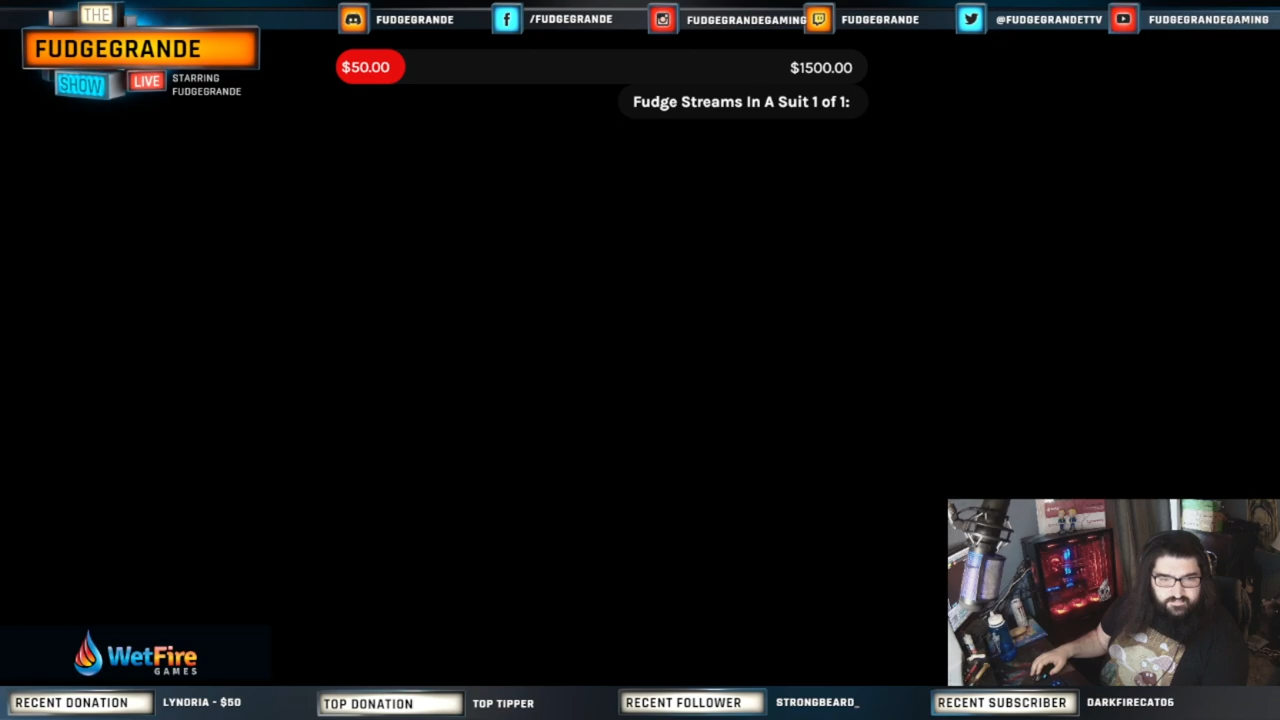 THE
FUDGEGRANDE
SHOW
LIVE
STARRING
FUDGEGRANDE
FUDGEGRANDE
/FUDGEGRANDE
FUDGEGRANDEGAMING
FUDGEGRANDE
@FUDGEGRANDETTV
FUDGEGRANDEGAMING
$50.00
$1500.00
Fudge Streams In A Suit 1 of 1:
WetFire
GAMES
RECENT DONATION
LYNORIA - $50
TOP DONATION
TOP TIPPER
RECENT FOLLOWER
STRONGBEARD_
RECENT SUBSCRIBER
DARKFIRECAT06